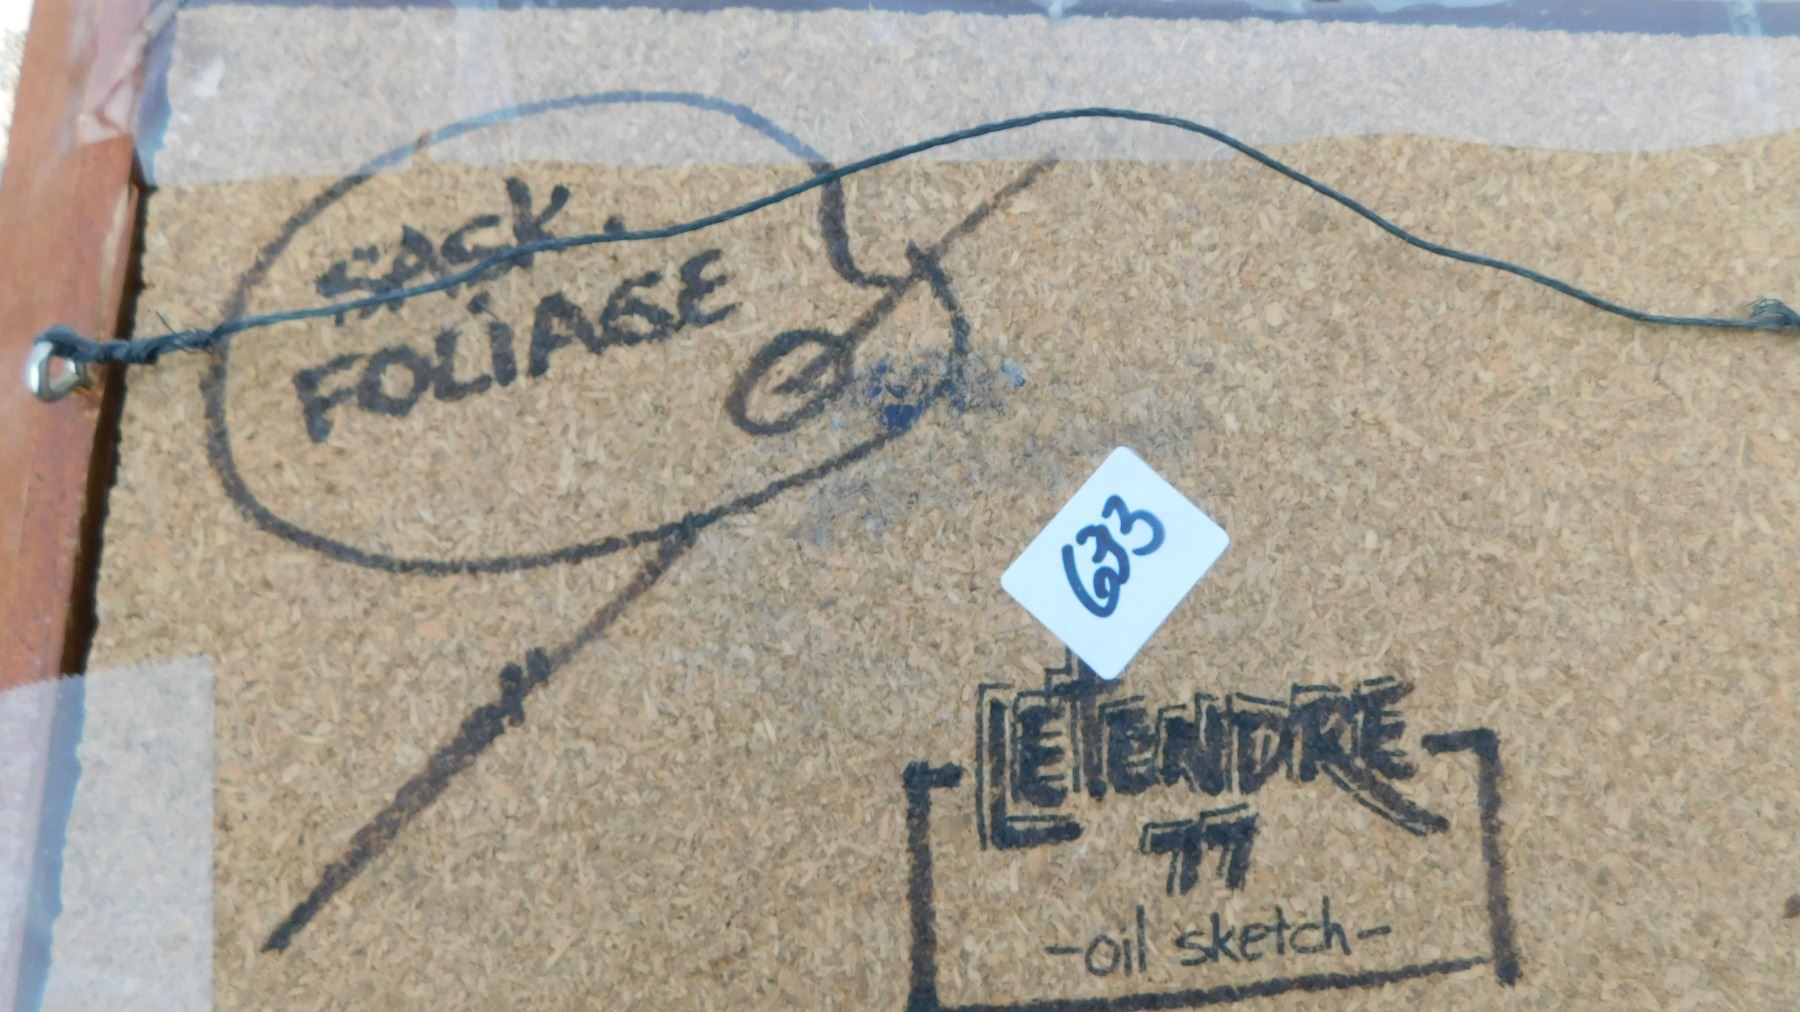 SASK.
FOLIAGE
633
LETENDRE
77
-oil sketch-